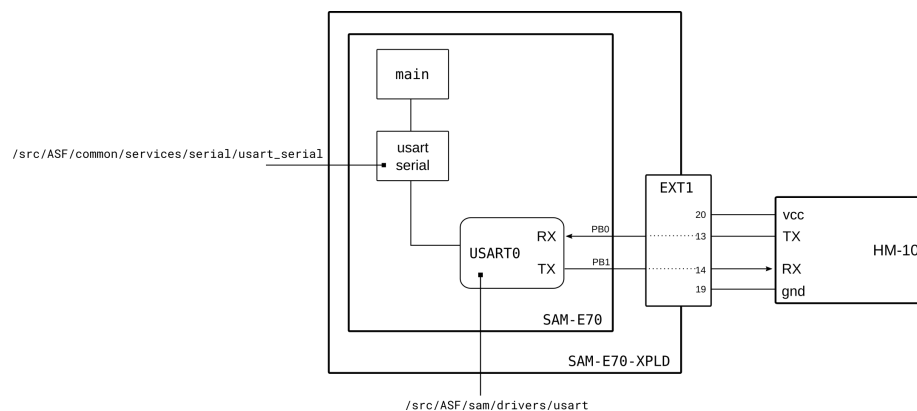 main
/src/ASF/common/services/serial/usart_serial
usart
serial
EXT1
20
vcc
RX
PB0
13
TX
USART0
HM-10
TX
PB1
14
RX
19
gnd
SAM-E70
SAM-E70-XPLD
/src/ASF/sam/drivers/usart